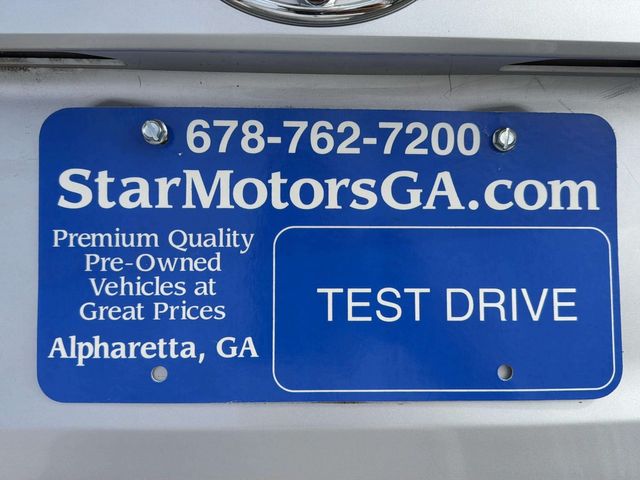 678-762-7200
StarMotorsGA.com
Premium Quality
Pre-Owned
Vehicles at
Great Prices
Alpharetta, GA
TEST DRIVE